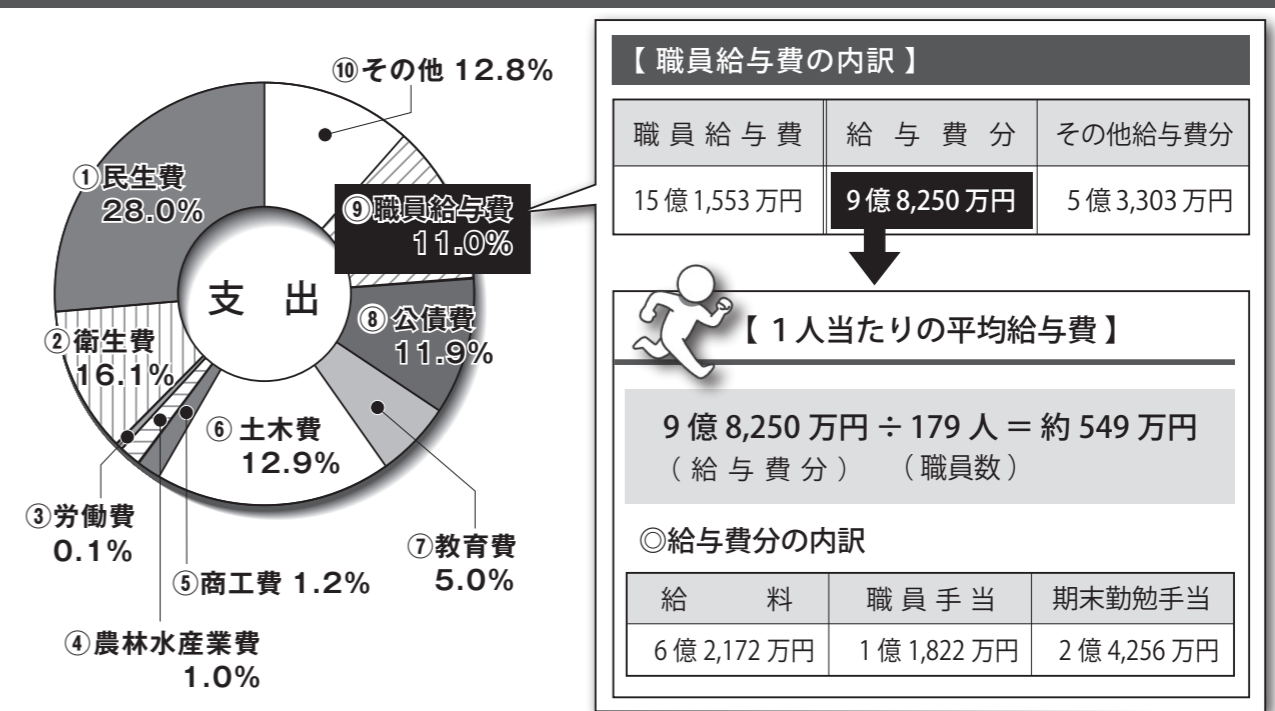 ⑩その他 12.8%
①民生費
28.0%
⑨職員給与費
11.0%
支 出
⑧公債費
11.9%
②衛生費
16.1%
⑥土木費
12.9%
③労働費
0.1%
⑦教育費
5.0%
⑤商工費 1.2%
④農林水産業費
1.0%
【 職員給与費の内訳 】
職員給与費 給与費分 その他給与費分
15億1,553万円 9億8,250万円 5億3,303万円
【 1人当たりの平均給与費 】
9億8,250万円÷179人=約549万円
(給与費分) (職員数)
◎給与費分の内訳
給料 職員手当 期末勤勉手当
6億2,172万円 1億1,822万円 2億4,256万円